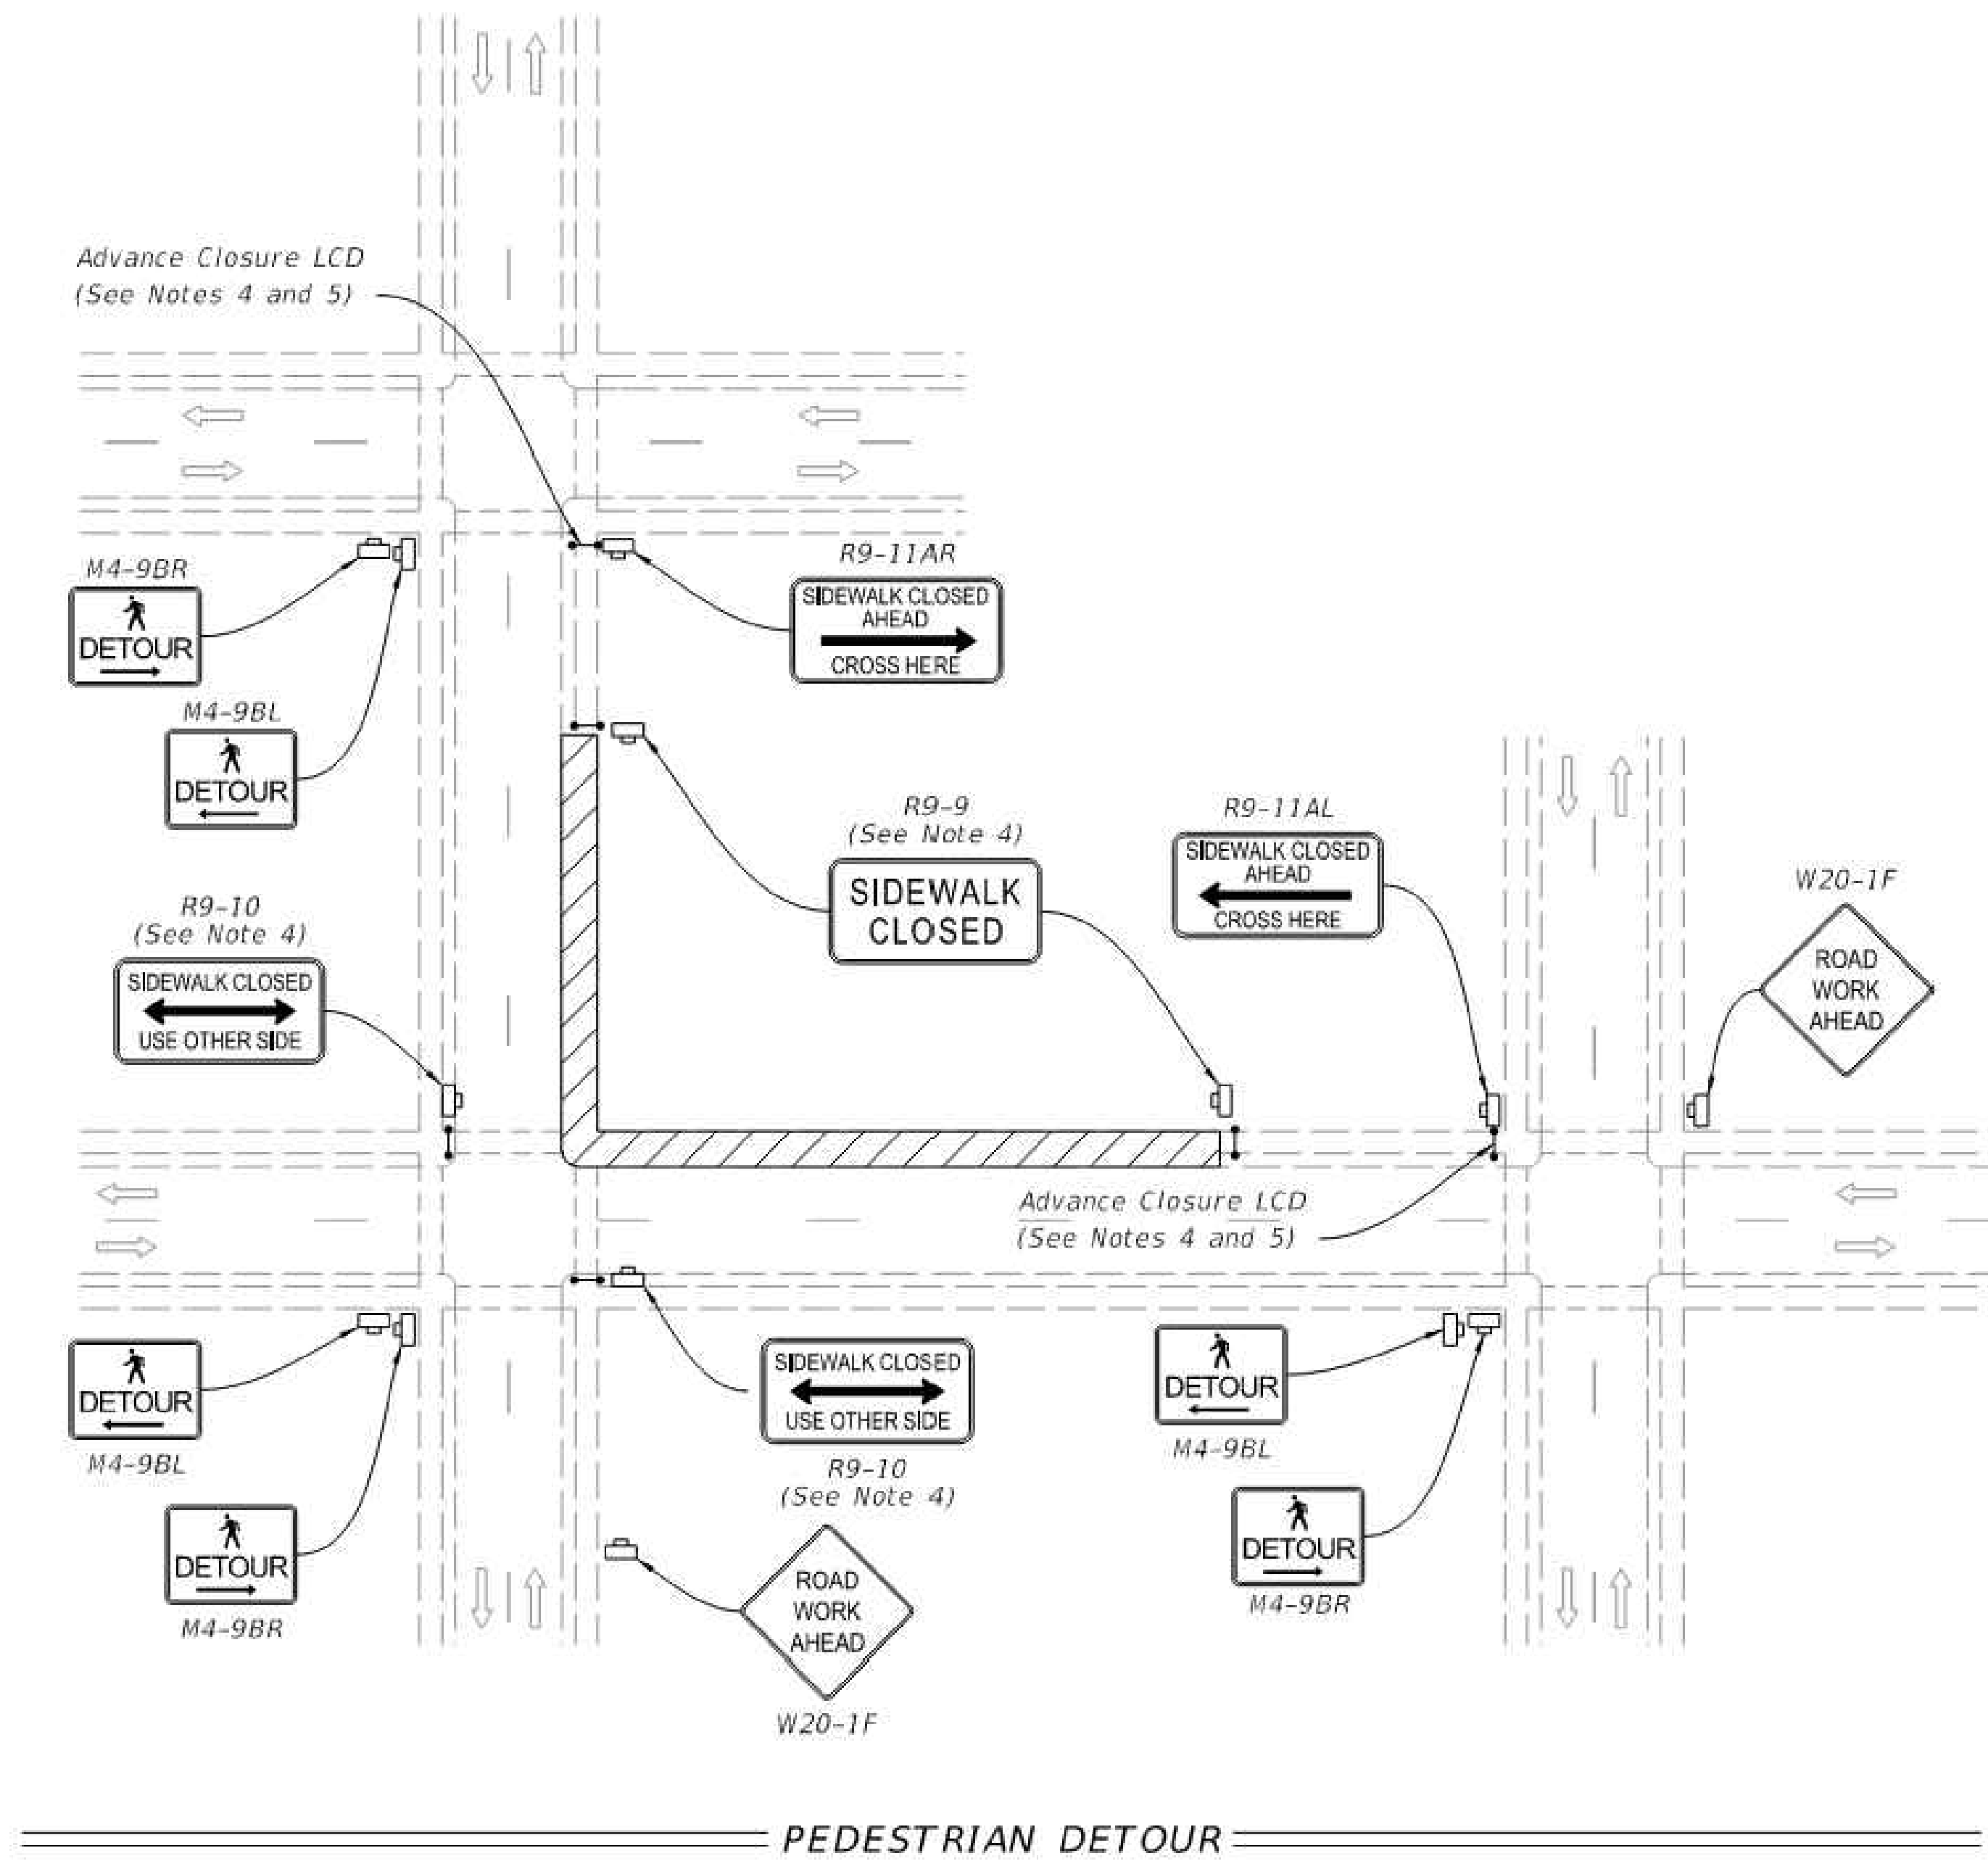 Advance Closure LCD
(See Notes 4 and 5)
M4-9BR
DETOUR
M4-9BL
DETOUR
R9-11AR
SIDEWALK CLOSED
AHEAD
CROSS HERE
R9-9
(See Note 4)
SIDEWALK
CLOSED
R9-11AL
SIDEWALK CLOSED
AHEAD
CROSS HERE
W20-1F
ROAD
WORK
AHEAD
R9-10
(See Note 4)
SIDEWALK CLOSED
USE OTHER SIDE
Advance Closure LCD
(See Notes 4 and 5)
DETOUR
M4-9BL
DETOUR
M4-9BR
SIDEWALK CLOSED
USE OTHER SIDE
R9-10
(See Note 4)
ROAD
WORK
AHEAD
W20-1F
DETOUR
M4-9BL
DETOUR
M4-9BR
PEDESTRIAN DETOUR